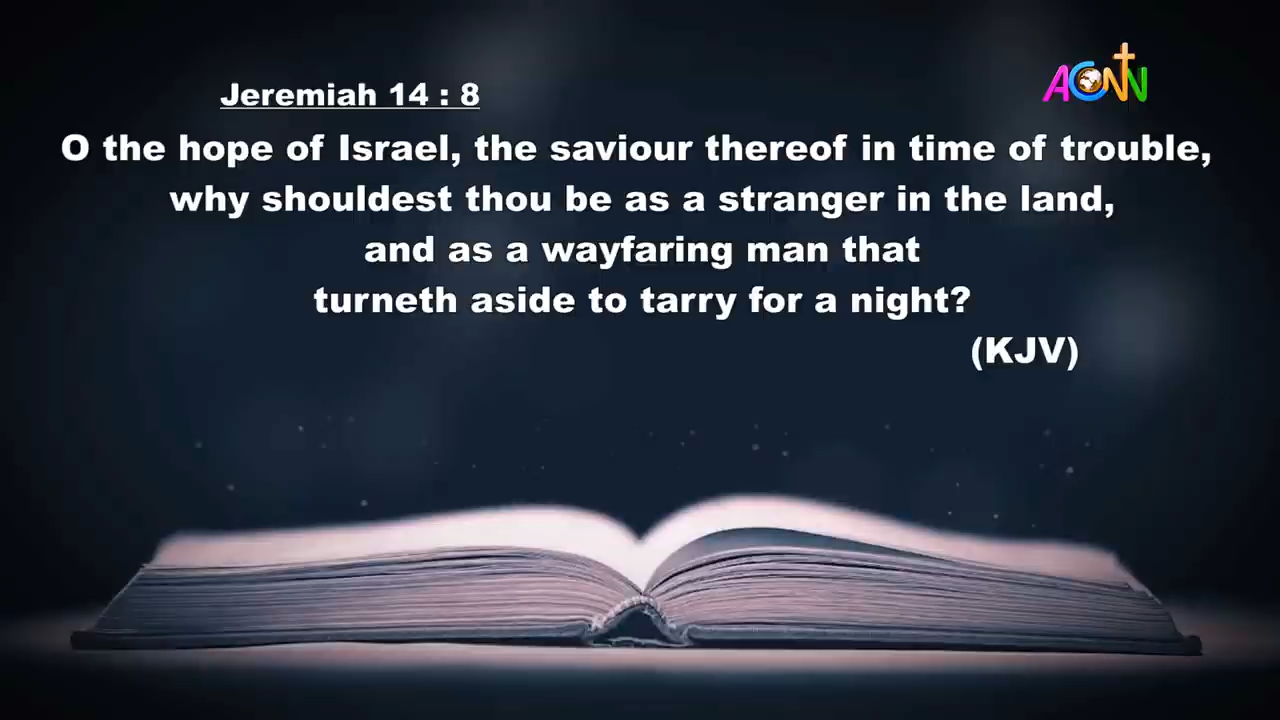 Jeremiah 14 : 8
ACNN
O the hope of Israel, the saviour thereof in time of trouble,
why shouldest thou be as a stranger in the land,
and as a wayfaring man that
turneth aside to tarry for a night?
(KJV)